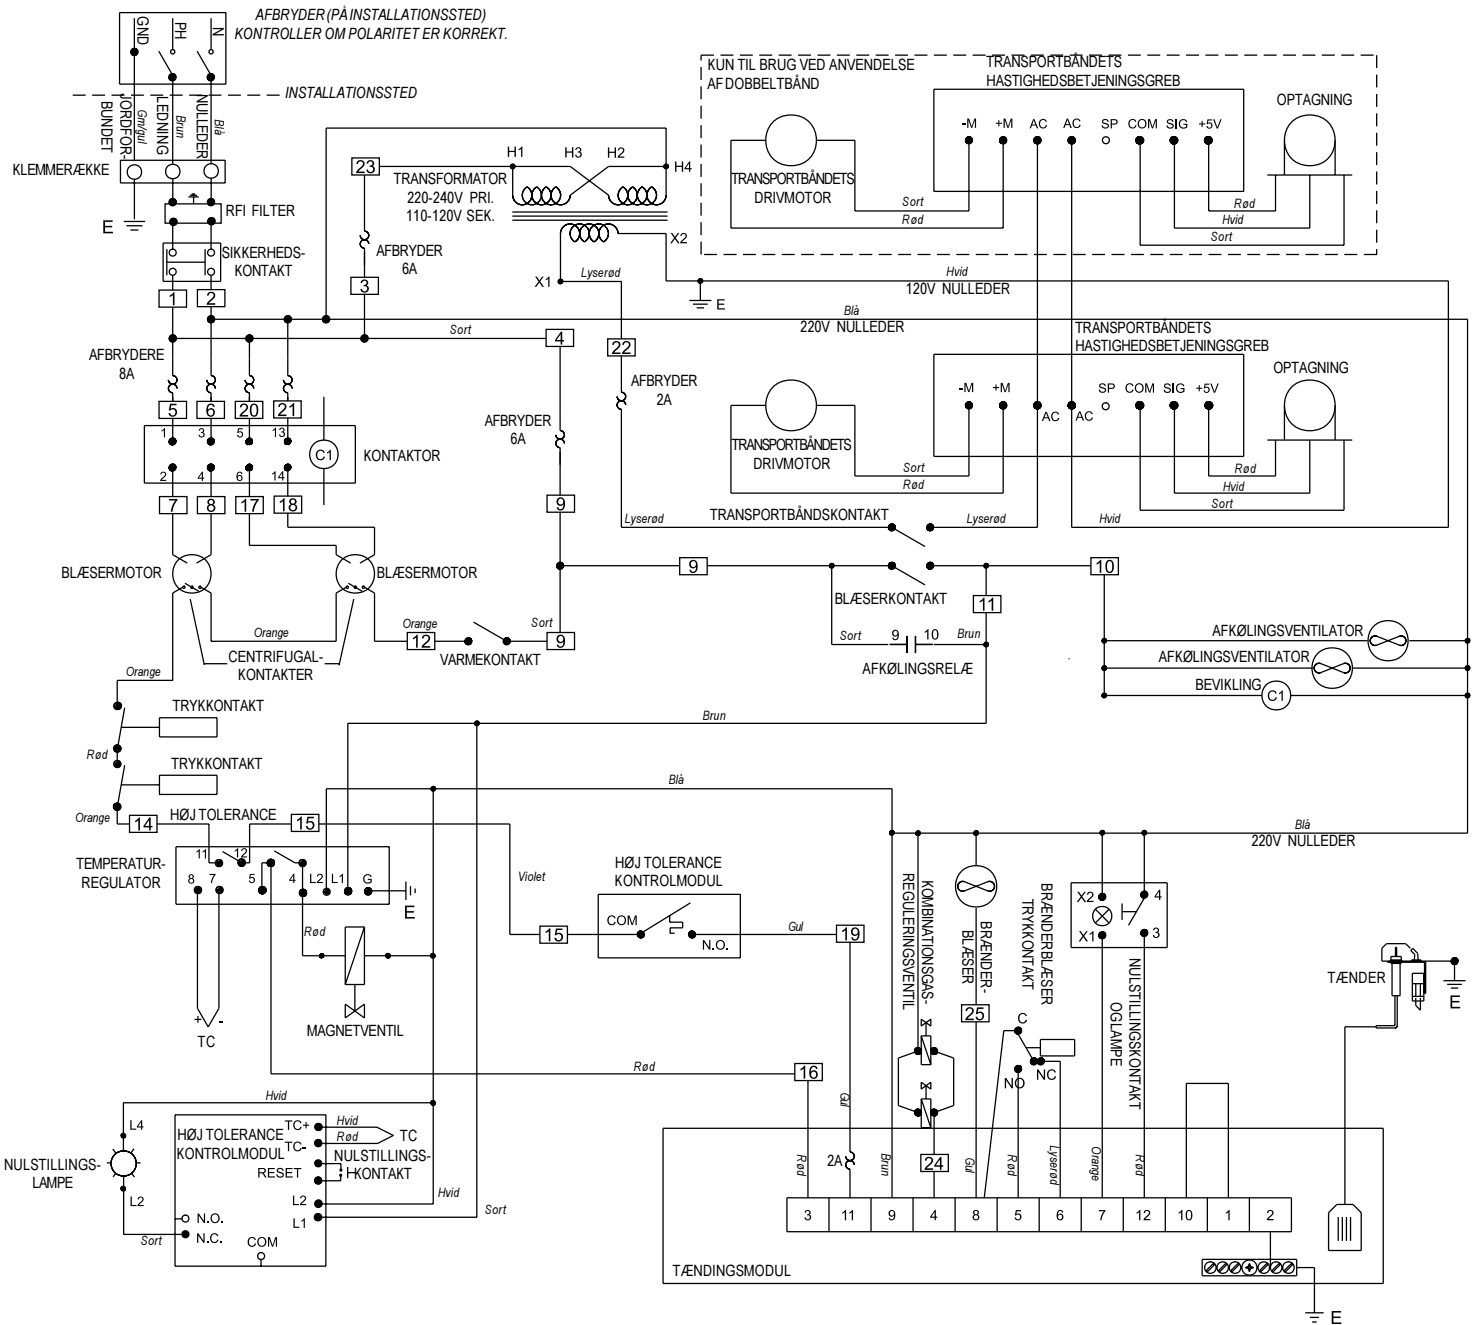 AFBRYDER (PÅ INSTALLATIONSSTED)
KONTROLLER OM POLARITET ER KORREKT.
GND
PH
N
INSTALLATIONSSTED
JORDFOR-
BUNDET
Grn/gul
LEDNING
Brun
NULLEDER
Blå
KLEMMERÆKKE
E
RFI FILTER
SIKKERHEDS-
KONTAKT
1
2
23
H1
H3
H2
H4
TRANSFORMATOR
220-240V PRI.
110-120V SEK.
AFBRYDER
6A
3
X2
X1
Lyserød
KUN TIL BRUG VED ANVENDELSE
AF DOBBELTBÅND
TRANSPORTBÅNDETS
HASTIGHEDSBETJENINGSGREB
OPTAGNING
-M
+M
AC
AC
SP
COM
SIG
+5V
TRANSPORTBÅNDETS
DRIVMOTOR
Sort
Rød
Rød
Hvid
Sort
Hvid
120V NULLEDER
E
Blå
220V NULLEDER
Sort
4
22
AFBRYDERE
8A
AFBRYDER
2A
AFBRYDER
6A
TRANSPORTBÅNDETS
HASTIGHEDSBETJENINGSGREB
OPTAGNING
-M
+M
AC
AC
SP
COM
SIG
+5V
TRANSPORTBÅNDETS
DRIVMOTOR
Sort
Rød
Rød
Hvid
Sort
5
6
20
21
1
3
5
13
C1
KONTAKTOR
2
4
6
14
7
8
17
18
9
Lyserød
TRANSPORTBÅNDSKONTAKT
Lyserød
Hvid
BLÆSERMOTOR
BLÆSERMOTOR
9
BLÆSERKONTAKT
10
11
Orange
CENTRIFUGAL-
KONTAKTER
Orange
12
VARMEKONTAKT
Sort
9
Sort
9
10
Brun
AFKØLINGSRELÆ
AFKØLINGSVENTILATOR
AFKØLINGSVENTILATOR
BEVIKLING
C1
Orange
TRYKKONTAKT
Rød
TRYKKONTAKT
Brun
Blå
Orange
14
HØJ TOLERANCE
15
TEMPERATUR-
REGULATOR
11
12
8
7
5
4
L2
L1
G
E
Rød
MAGNETVENTIL
+
-
TC
Violet
HØJ TOLERANCE
KONTROLMODUL
COM
N.O.
15
Gul
19
Blå
220V NULLEDER
KOMBINATIONSGAS-
REGULERINGSVENTIL
BRÆNDER-
BLÆSER
25
BRÆNDERBLÆSER
TRYKKONTAKT
C
NO
NC
X2
X1
4
3
NULSTILLINGSKONTAKT
OGLAMPE
TÆNDER
E
Rød
16
Gul
Hvid
L4
NULSTILLINGS-
LAMPE
L2
Sort
HØJ TOLERANCE
KONTROLMODUL
TC+
TC-
RESET
L2
L1
N.O.
N.C.
COM
Hvid
Rød
TC
NULSTILLINGS-
KONTAKT
Hvid
Sort
Rød
2A
Brun
24
Gul
Rød
Lyserød
Orange
Rød
3
11
9
4
8
5
6
7
12
10
1
2
TÆNDINGSMODUL
E